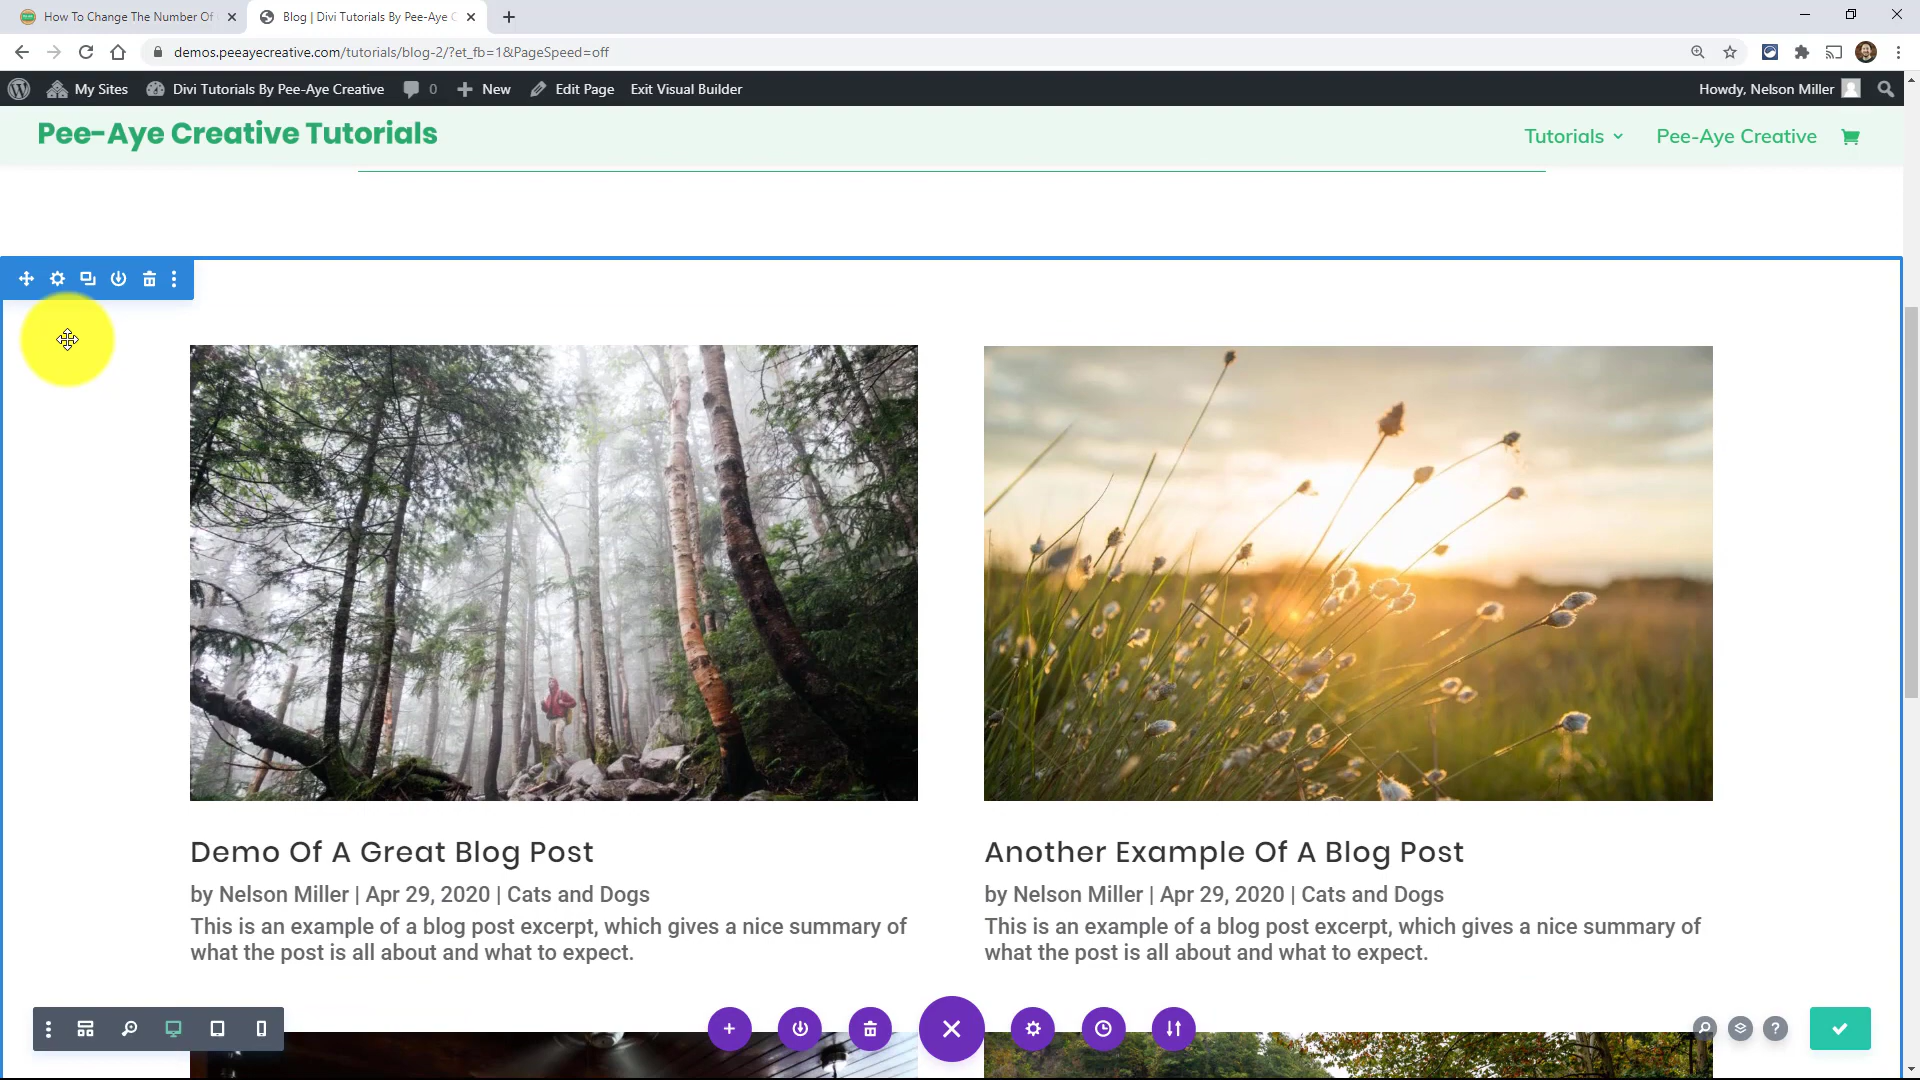 How To Change The Number Of
Blog | Divi Tutorials By Pee-Aye C
demos.peeayecreative.com/tutorials/blog-2/?et_fb=1&PageSpeed=off
My Sites
Divi Tutorials By Pee-Aye Creative
0
New
Edit Page
Exit Visual Builder
Howdy, Nelson Miller
Pee-Aye Creative Tutorials
Tutorials
Pee-Aye Creative
Demo Of A Great Blog Post
by Nelson Miller | Apr 29, 2020 | Cats and Dogs
This is an example of a blog post excerpt, which gives a nice summary of
what the post is all about and what to expect.
Another Example Of A Blog Post
by Nelson Miller | Apr 29, 2020 | Cats and Dogs
This is an example of a blog post excerpt, which gives a nice summary of
what the post is all about and what to expect.